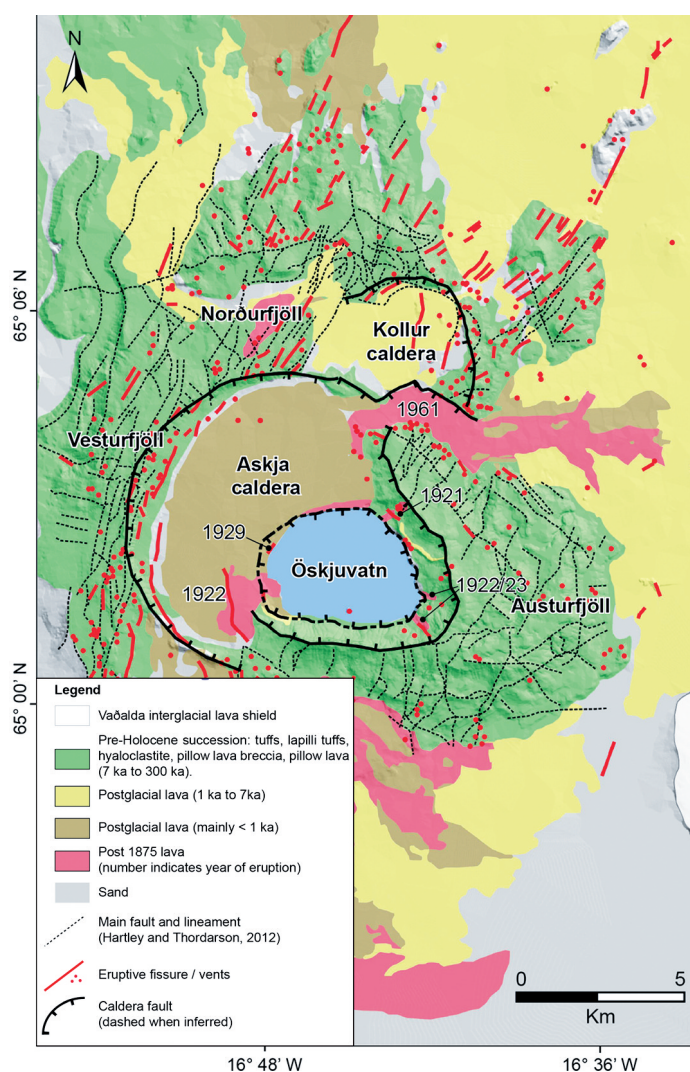 N
65° 06' N
65° 00' N
Norðurfjöll
Kollur
caldera
1961
Vesturfjöll
Askja
caldera
1921
1929
Öskjuvatn
1922
1922/23
Austurfjöll
Legend
Vaðalda interglacial lava shield
Pre-Holocene succession: tuffs, lapilli tuffs,
hyaloclastite, pillow lava breccia, pillow lava
(7 ka to 300 ka).
Postglacial lava (1 ka to 7ka)
Postglacial lava (mainly < 1 ka)
Post 1875 lava
(number indicates year of eruption)
Sand
Main fault and lineament
(Hartley and Thordarson, 2012)
Eruptive fissure / vents
Caldera fault
(dashed when inferred)
0 5
Km
16° 48' W
16° 36' W